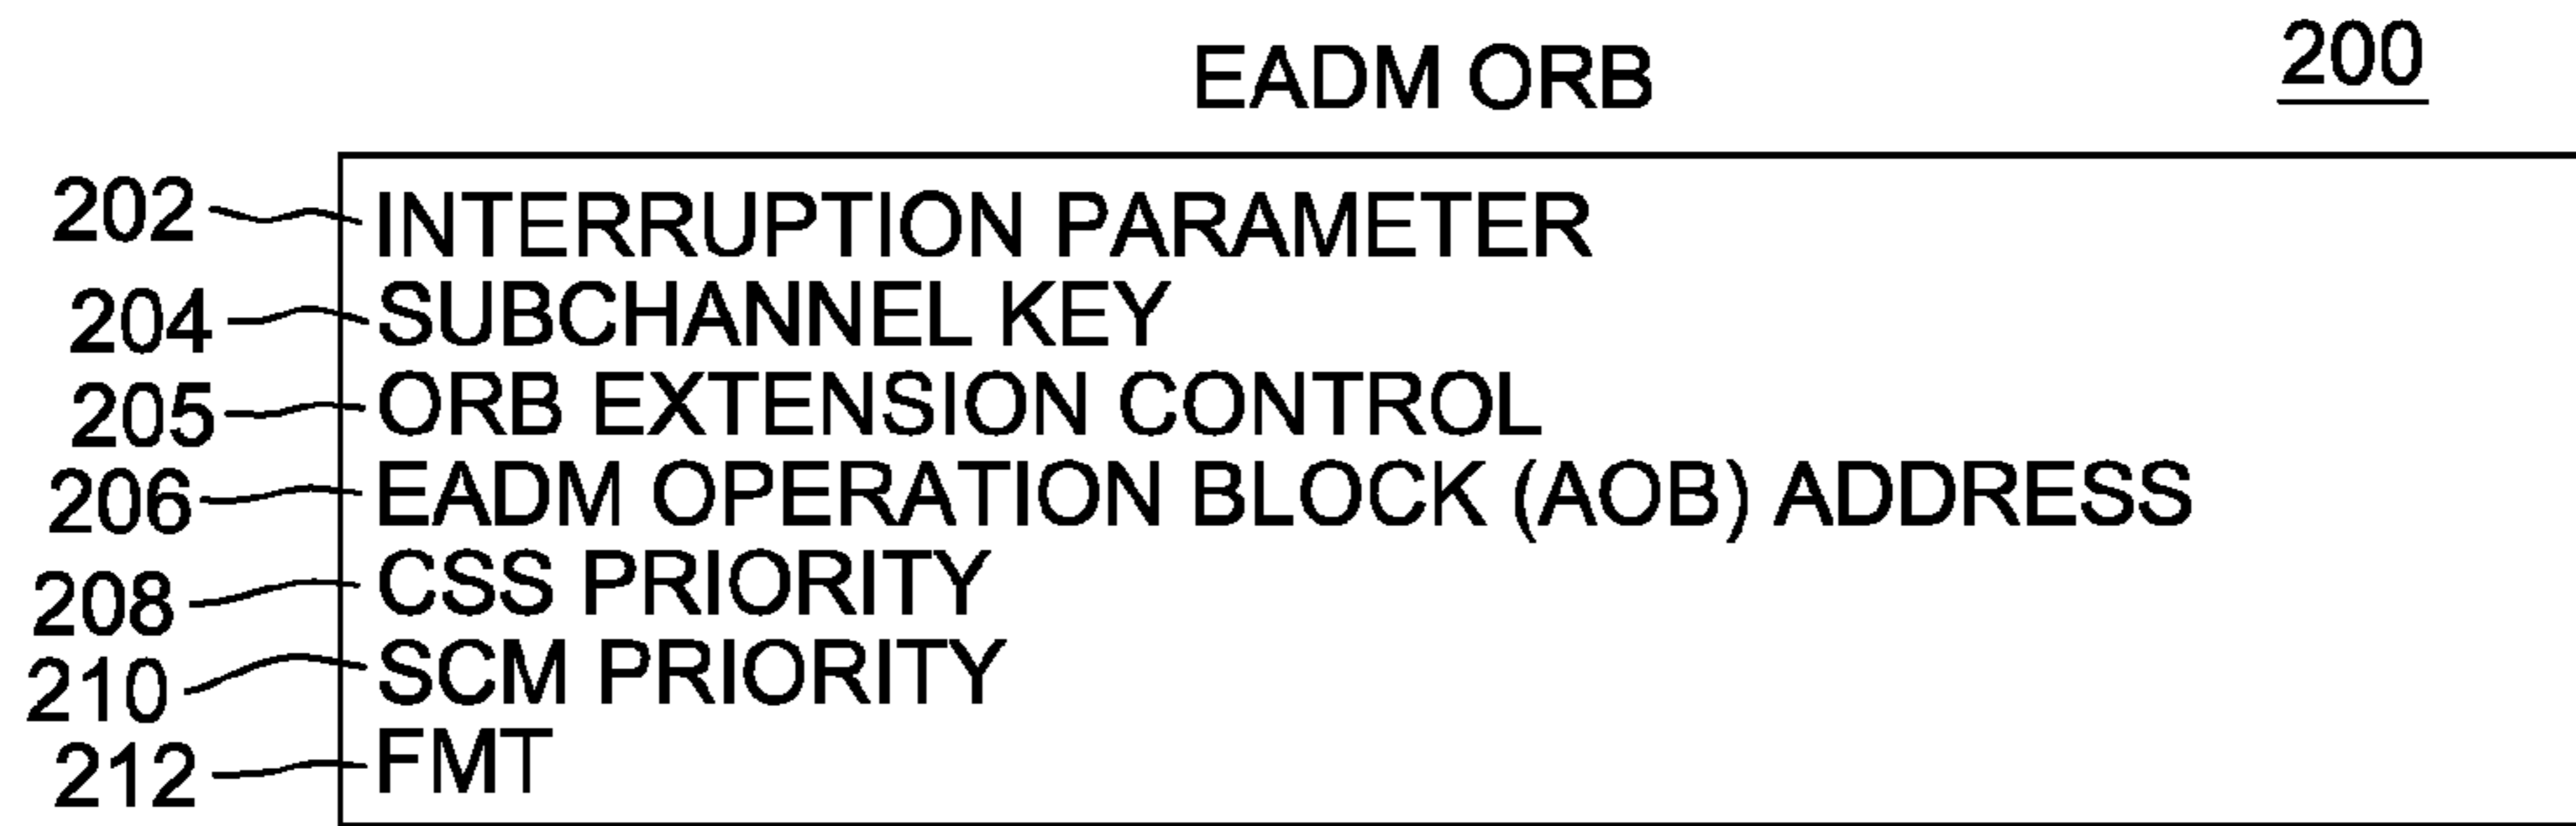 EADM ORB 200
202 INTERRUPTION PARAMETER
204 SUBCHANNEL KEY
205 ORB EXTENSION CONTROL
206 EADM OPERATION BLOCK (AOB) ADDRESS
208 CSS PRIORITY
210 SCM PRIORITY
212 FMT